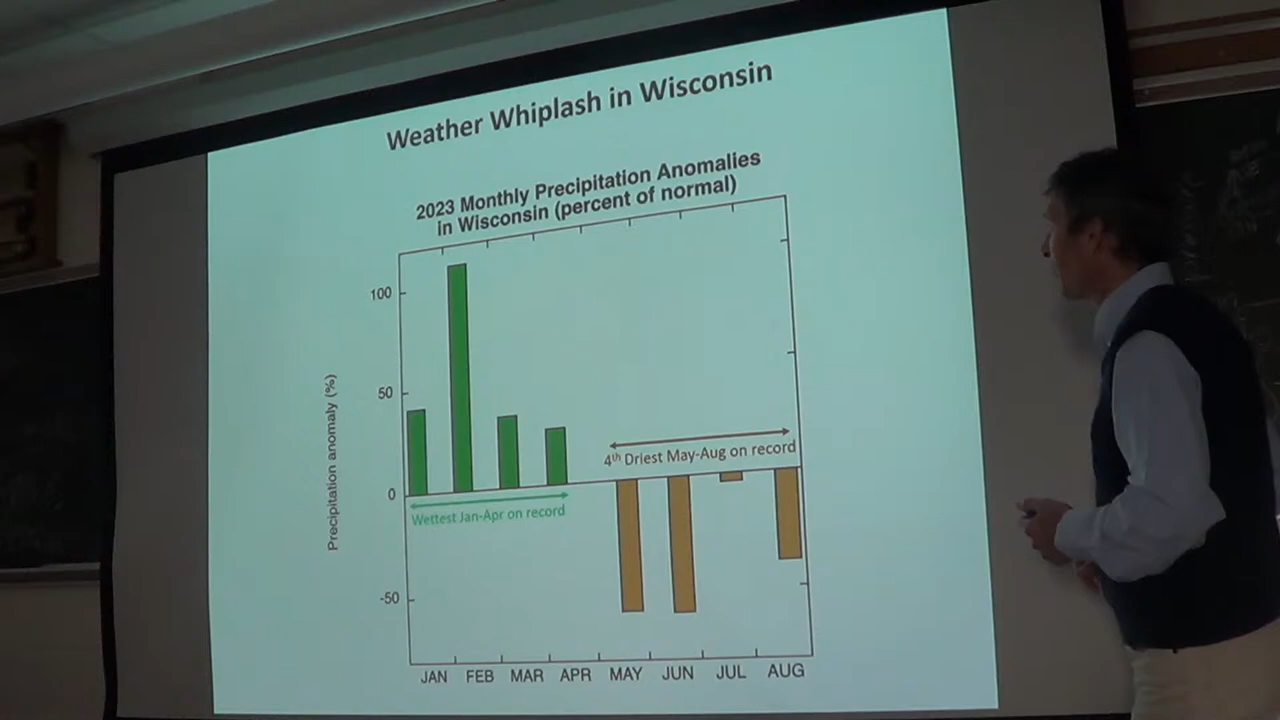 Weather Whiplash in Wisconsin
2023 Monthly Precipitation Anomalies
in Wisconsin (percent of normal)
Precipitation anomaly (%)
100
50
0
-50
4th Driest May-Aug on record
Wettest Jan-Apr on record
JAN FEB MAR APR MAY JUN JUL AUG